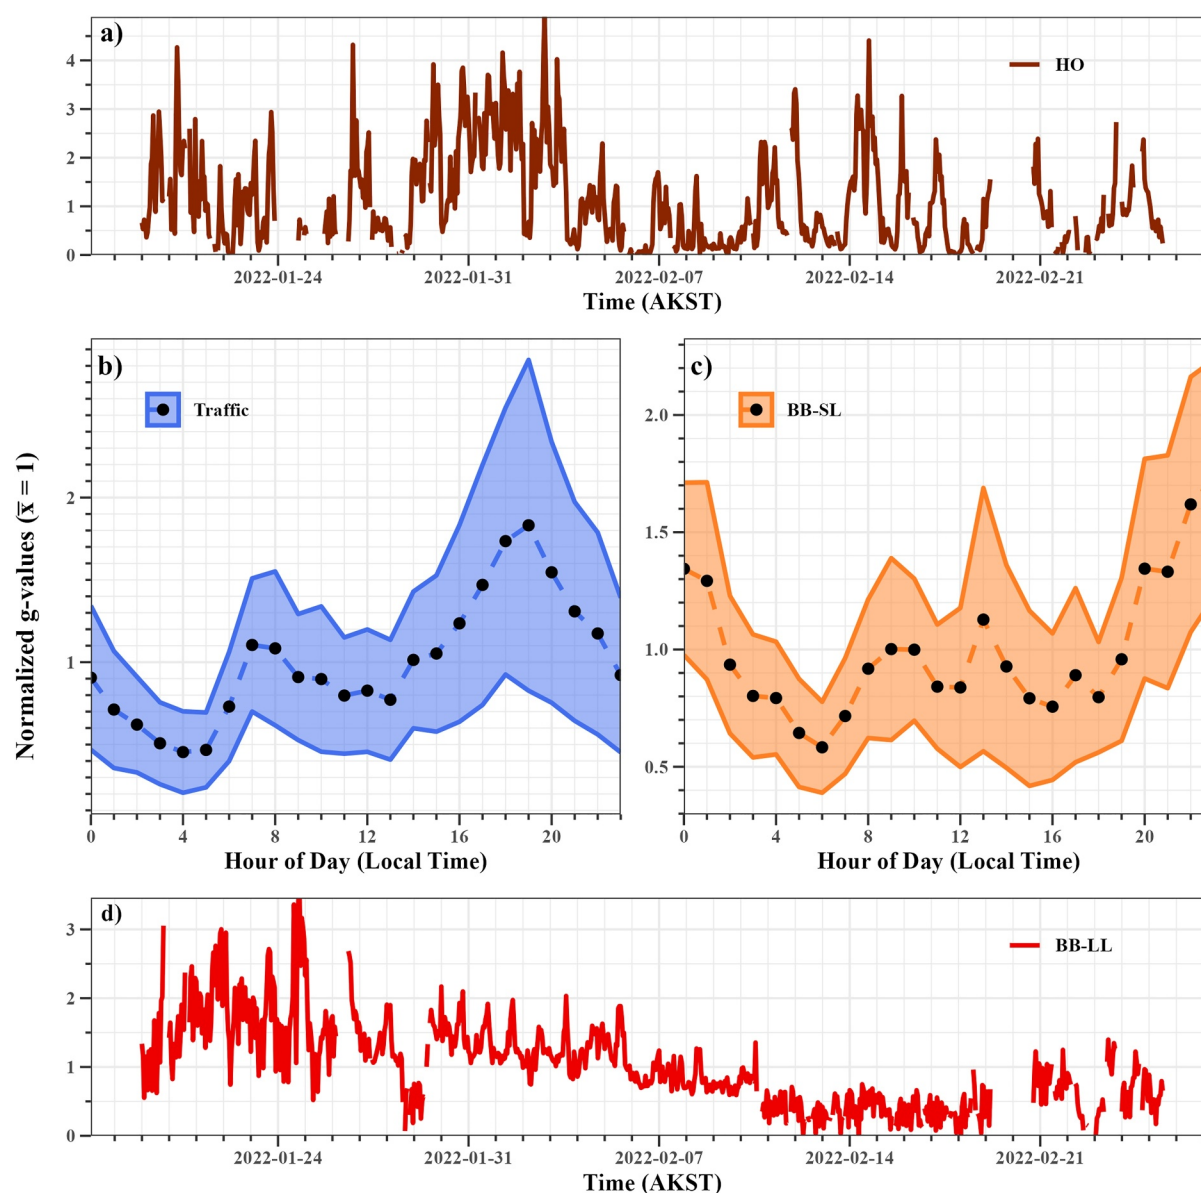 a)
HO
4
3
2
1
0
2022-01-24 2022-01-31 2022-02-07 2022-02-14 2022-02-21
Time (AKST)
Normalized g-values (x̅ = 1)
b)
Traffic
2
1
0 4 8 12 16 20
Hour of Day (Local Time)
c)
BB-SL
2.0
1.5
1.0
0.5
0 4 8 12 16 20
Hour of Day (Local Time)
d)
BB-LL
3
2
1
0
2022-01-24 2022-01-31 2022-02-07 2022-02-14 2022-02-21
Time (AKST)